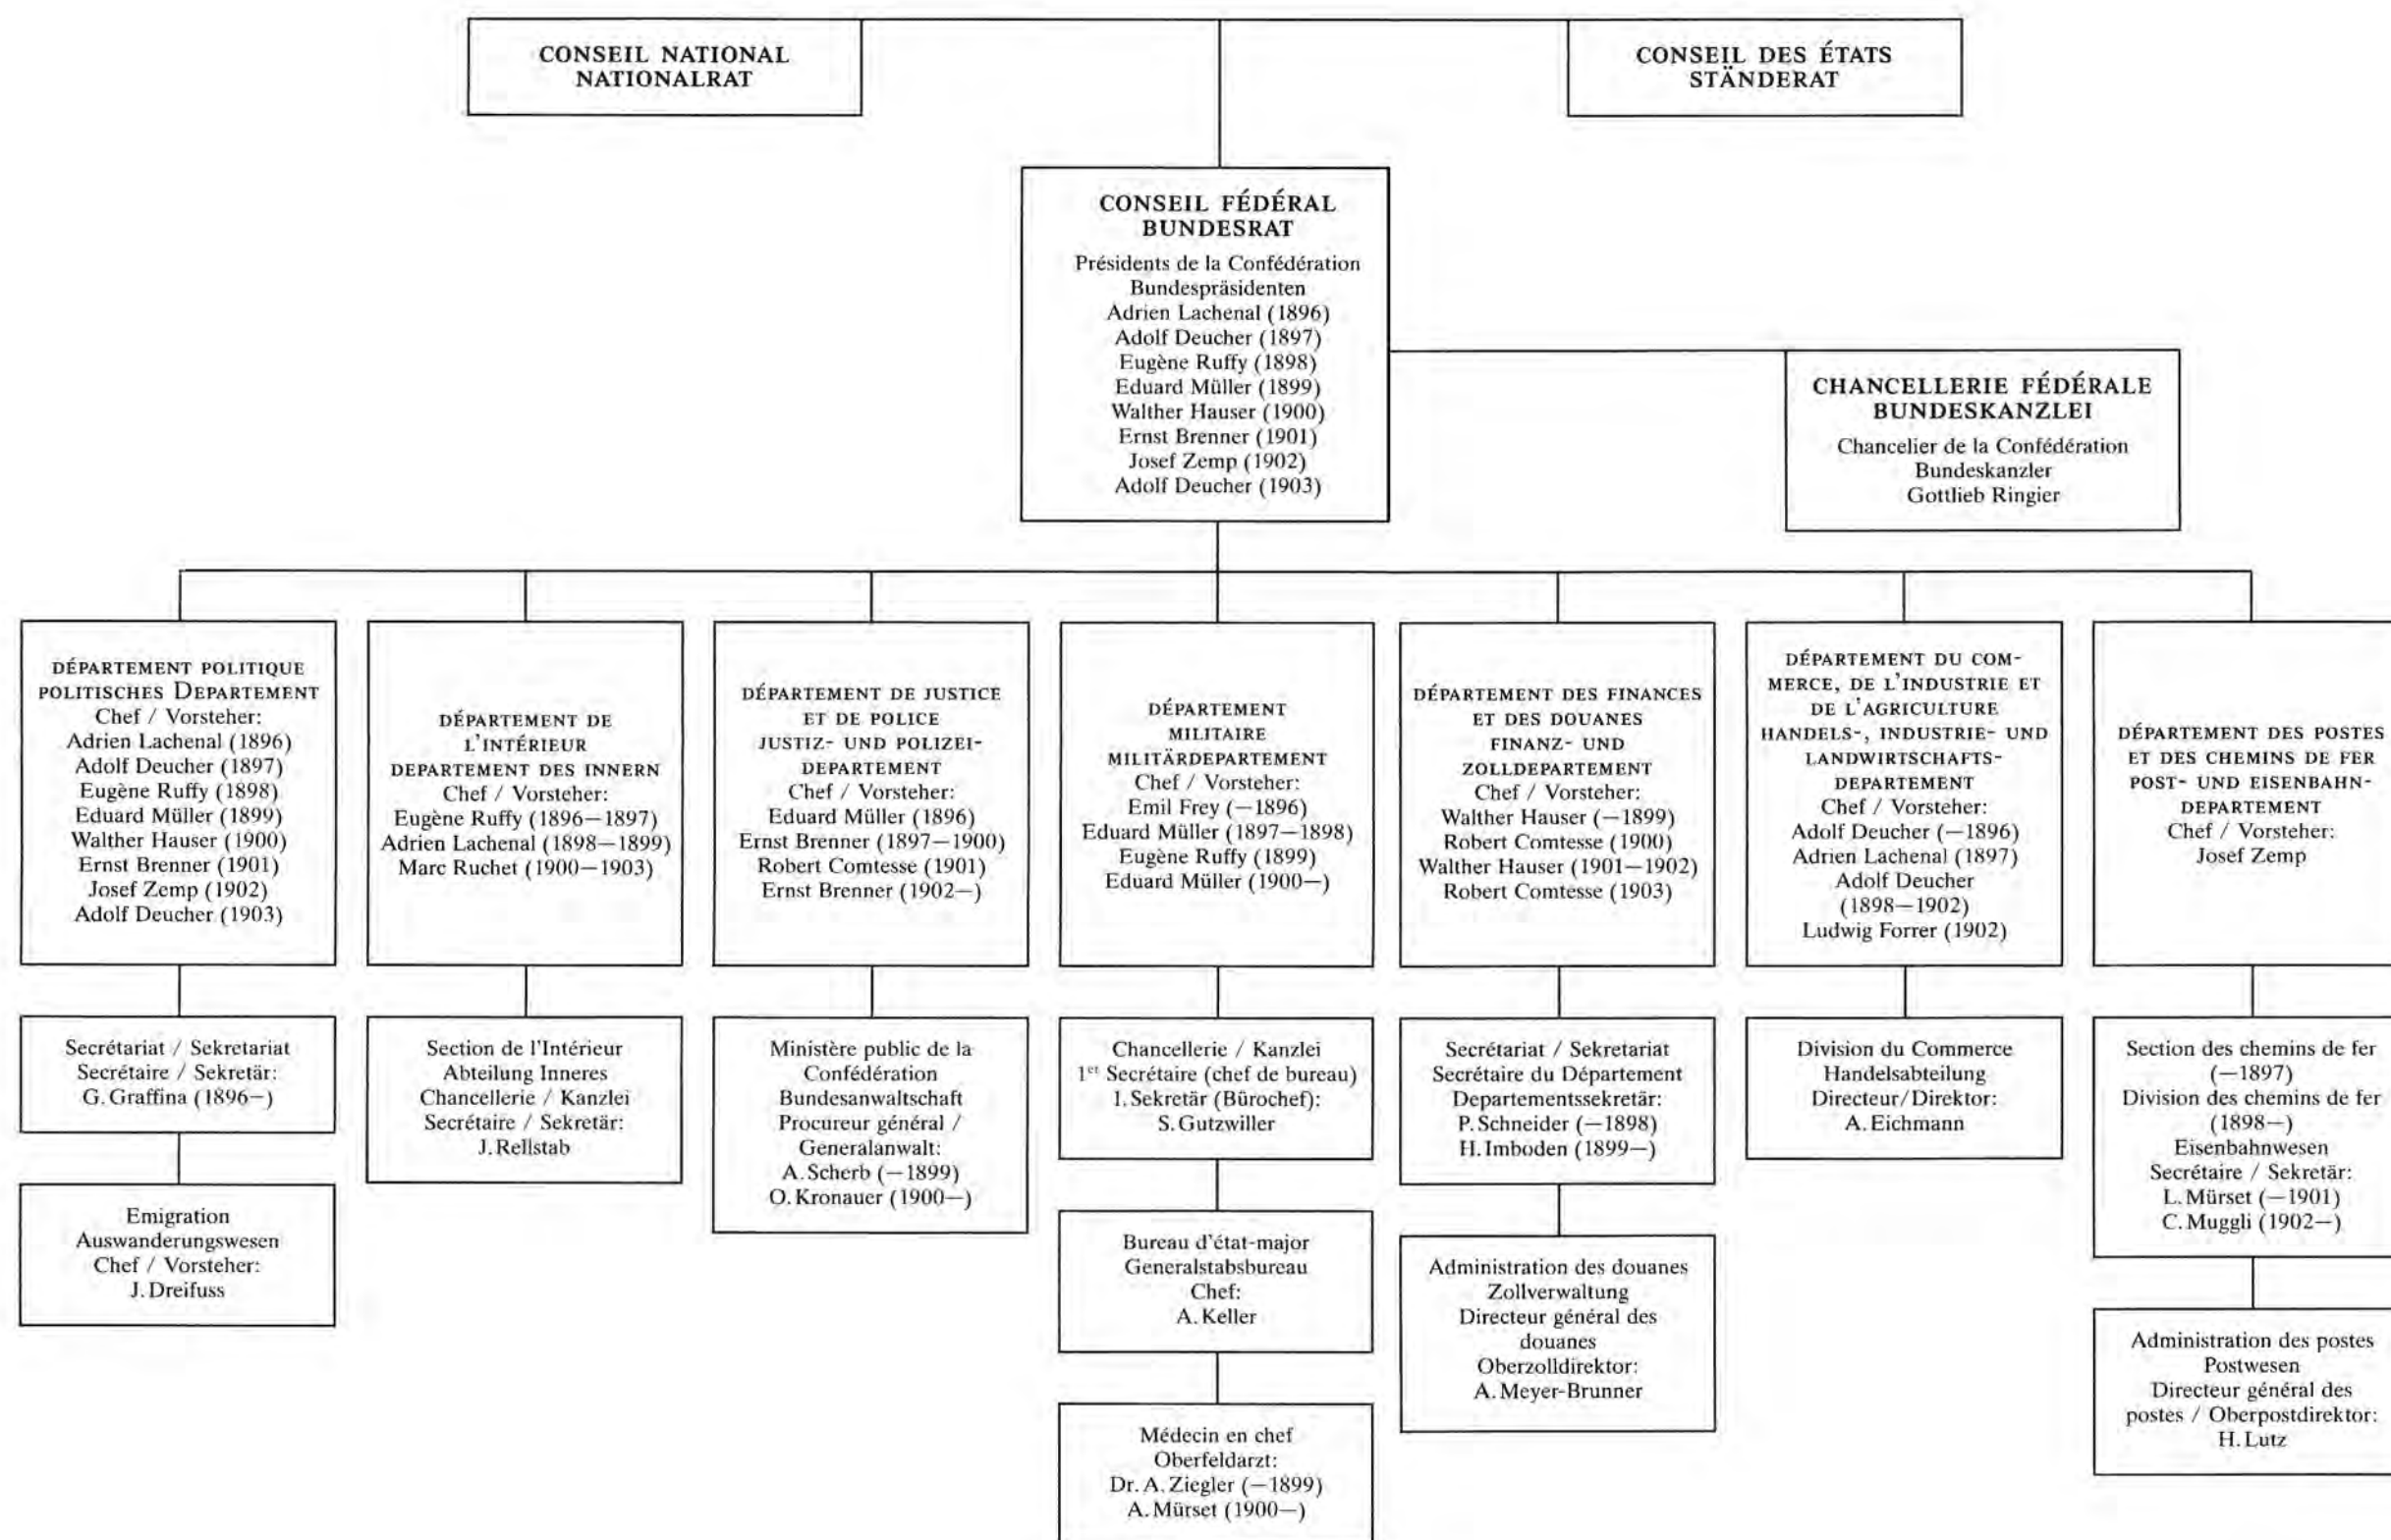 CONSEIL NATIONAL
NATIONALRAT
CONSEIL DES ÉTATS
STÄNDERAT
CONSEIL FÉDÉRAL
BUNDESRAT
Présidents de la Confédération
Bundespräsidenten
Adrien Lachenal (1896)
Adolf Deucher (1897)
Eugène Ruffy (1898)
Eduard Müller (1899)
Walther Hauser (1900)
Ernst Brenner (1901)
Josef Zemp (1902)
Adolf Deucher (1903)
CHANCELLERIE FÉDÉRALE
BUNDESKANZLEI
Chancelier de la Confédération
Bundeskanzler
Gottlieb Ringier
DÉPARTEMENT POLITIQUE
POLITISCHES DEPARTEMENT
Chef / Vorsteher:
Adrien Lachenal (1896)
Adolf Deucher (1897)
Eugène Ruffy (1898)
Eduard Müller (1899)
Walther Hauser (1900)
Ernst Brenner (1901)
Josef Zemp (1902)
Adolf Deucher (1903)
DÉPARTEMENT DE
L'INTÉRIEUR
DEPARTEMENT DES INNERN
Chef / Vorsteher:
Eugène Ruffy (1896—1897)
Adrien Lachenal (1898—1899)
Marc Ruchet (1900—1903)
DÉPARTEMENT DE JUSTICE
ET DE POLICE
JUSTIZ- UND POLIZEI-
DEPARTEMENT
Chef / Vorsteher:
Eduard Müller (1896)
Ernst Brenner (1897—1900)
Robert Comtesse (1901)
Ernst Brenner (1902—)
DÉPARTEMENT
MILITAIRE
MILITÄRDEPARTEMENT
Chef / Vorsteher:
Emil Frey (—1896)
Eduard Müller (1897—1898)
Eugène Ruffy (1899)
Eduard Müller (1900—)
DÉPARTEMENT DES FINANCES
ET DES DOUANES
FINANZ- UND
ZOLLDEPARTEMENT
Chef / Vorsteher:
Walther Hauser (—1899)
Robert Comtesse (1900)
Walther Hauser (1901—1902)
Robert Comtesse (1903)
DÉPARTEMENT DU COM-
MERCE, DE L'INDUSTRIE ET
DE L'AGRICULTURE
HANDELS-, INDUSTRIE- UND
LANDWIRTSCHAFTS-
DEPARTEMENT
Chef / Vorsteher:
Adolf Deucher (—1896)
Adrien Lachenal (1897)
Adolf Deucher
(1898—1902)
Ludwig Forrer (1902)
DÉPARTEMENT DES POSTES
ET DES CHEMINS DE FER
POST- UND EISENBAHN-
DEPARTEMENT
Chef / Vorsteher:
Josef Zemp
Secrétariat / Sekretariat
Secrétaire / Sekretär:
G. Graffina (1896—)
Emigration
Auswanderungswesen
Chef / Vorsteher:
J. Dreifuss
Section de l'Intérieur
Abteilung Inneres
Chancellerie / Kanzlei
Secrétaire / Sekretär:
J. Rellstab
Ministère public de la
Confédération
Bundesanwaltschaft
Procureur général /
Generalanwalt:
A. Scherb (—1899)
O. Kronauer (1900—)
Chancellerie / Kanzlei
1er Secrétaire (chef de bureau)
I. Sekretär (Bürochef):
S. Gutzwiller
Bureau d'état-major
Generalstabsbureau
Chef:
A. Keller
Médecin en chef
Oberfeldarzt:
Dr. A. Ziegler (—1899)
A. Mürset (1900—)
Secrétariat / Sekretariat
Secrétaire du Département
Departementssekretär:
P. Schneider (—1898)
H. Imboden (1899—)
Administration des douanes
Zollverwaltung
Directeur général des
douanes
Oberzolldirektor:
A. Meyer-Brunner
Division du Commerce
Handelsabteilung
Directeur/Direktor:
A. Eichmann
Section des chemins de fer
(—1897)
Division des chemins de fer
(1898—)
Eisenbahnwesen
Secrétaire / Sekretär:
L. Mürset (—1901)
C. Muggli (1902—)
Administration des postes
Postwesen
Directeur général des
postes / Oberpostdirektor:
H. Lutz